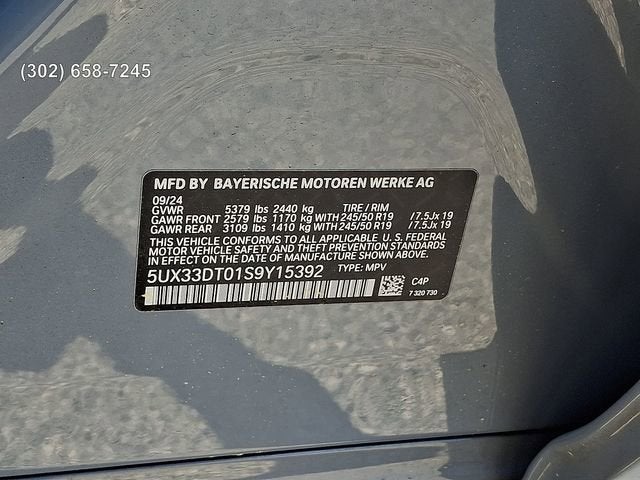 (302) 658-7245
MFD BY BAYERISCHE MOTOREN WERKE AG
09/24
GVWR 5379 lbs 2440 kg TIRE / RIM
GAWR FRONT 2579 lbs 1170 kg WITH 245/50 R19 /7.5Jx 19
GAWR REAR 3109 lbs 1410 kg WITH 245/50 R19 /7.5Jx 19
THIS VEHICLE CONFORMS TO ALL APPLICABLE U. S. FEDERAL
MOTOR VEHICLE SAFETY AND THEFT PREVENTION STANDARDS
IN EFFECT ON THE DATE OF MANUFACTURE SHOWN ABOVE.
5UX33DT01S9Y15392 TYPE: MPV
C4P
7 320 730